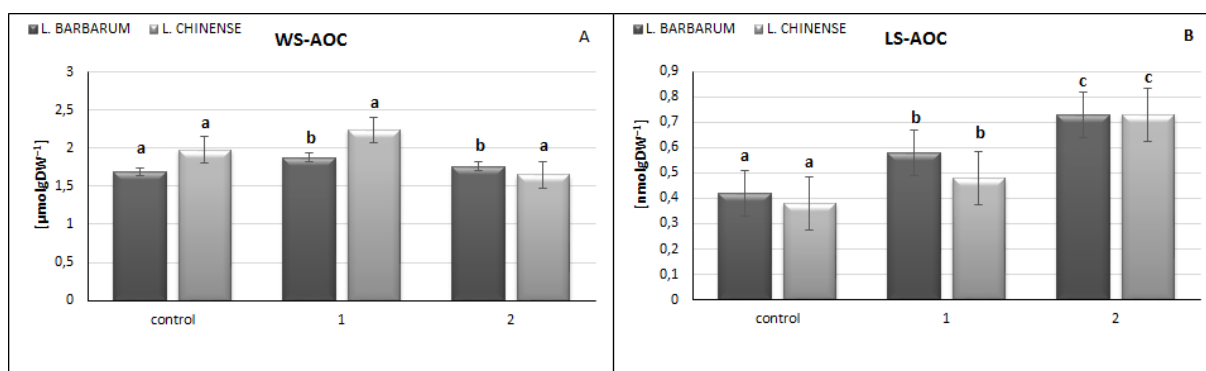 L. BARBARUM L. CHINENSE
WS-AOC
A
[µmolgDW⁻¹]
3
2,5
2
1,5
1
0,5
0
a
a
b
a
b
a
control 1 2
L. BARBARUM L. CHINENSE
LS-AOC
B
[nmolgDW⁻¹]
0,9
0,8
0,7
0,6
0,5
0,4
0,3
0,2
0,1
0
a
a
b
b
c
c
control 1 2